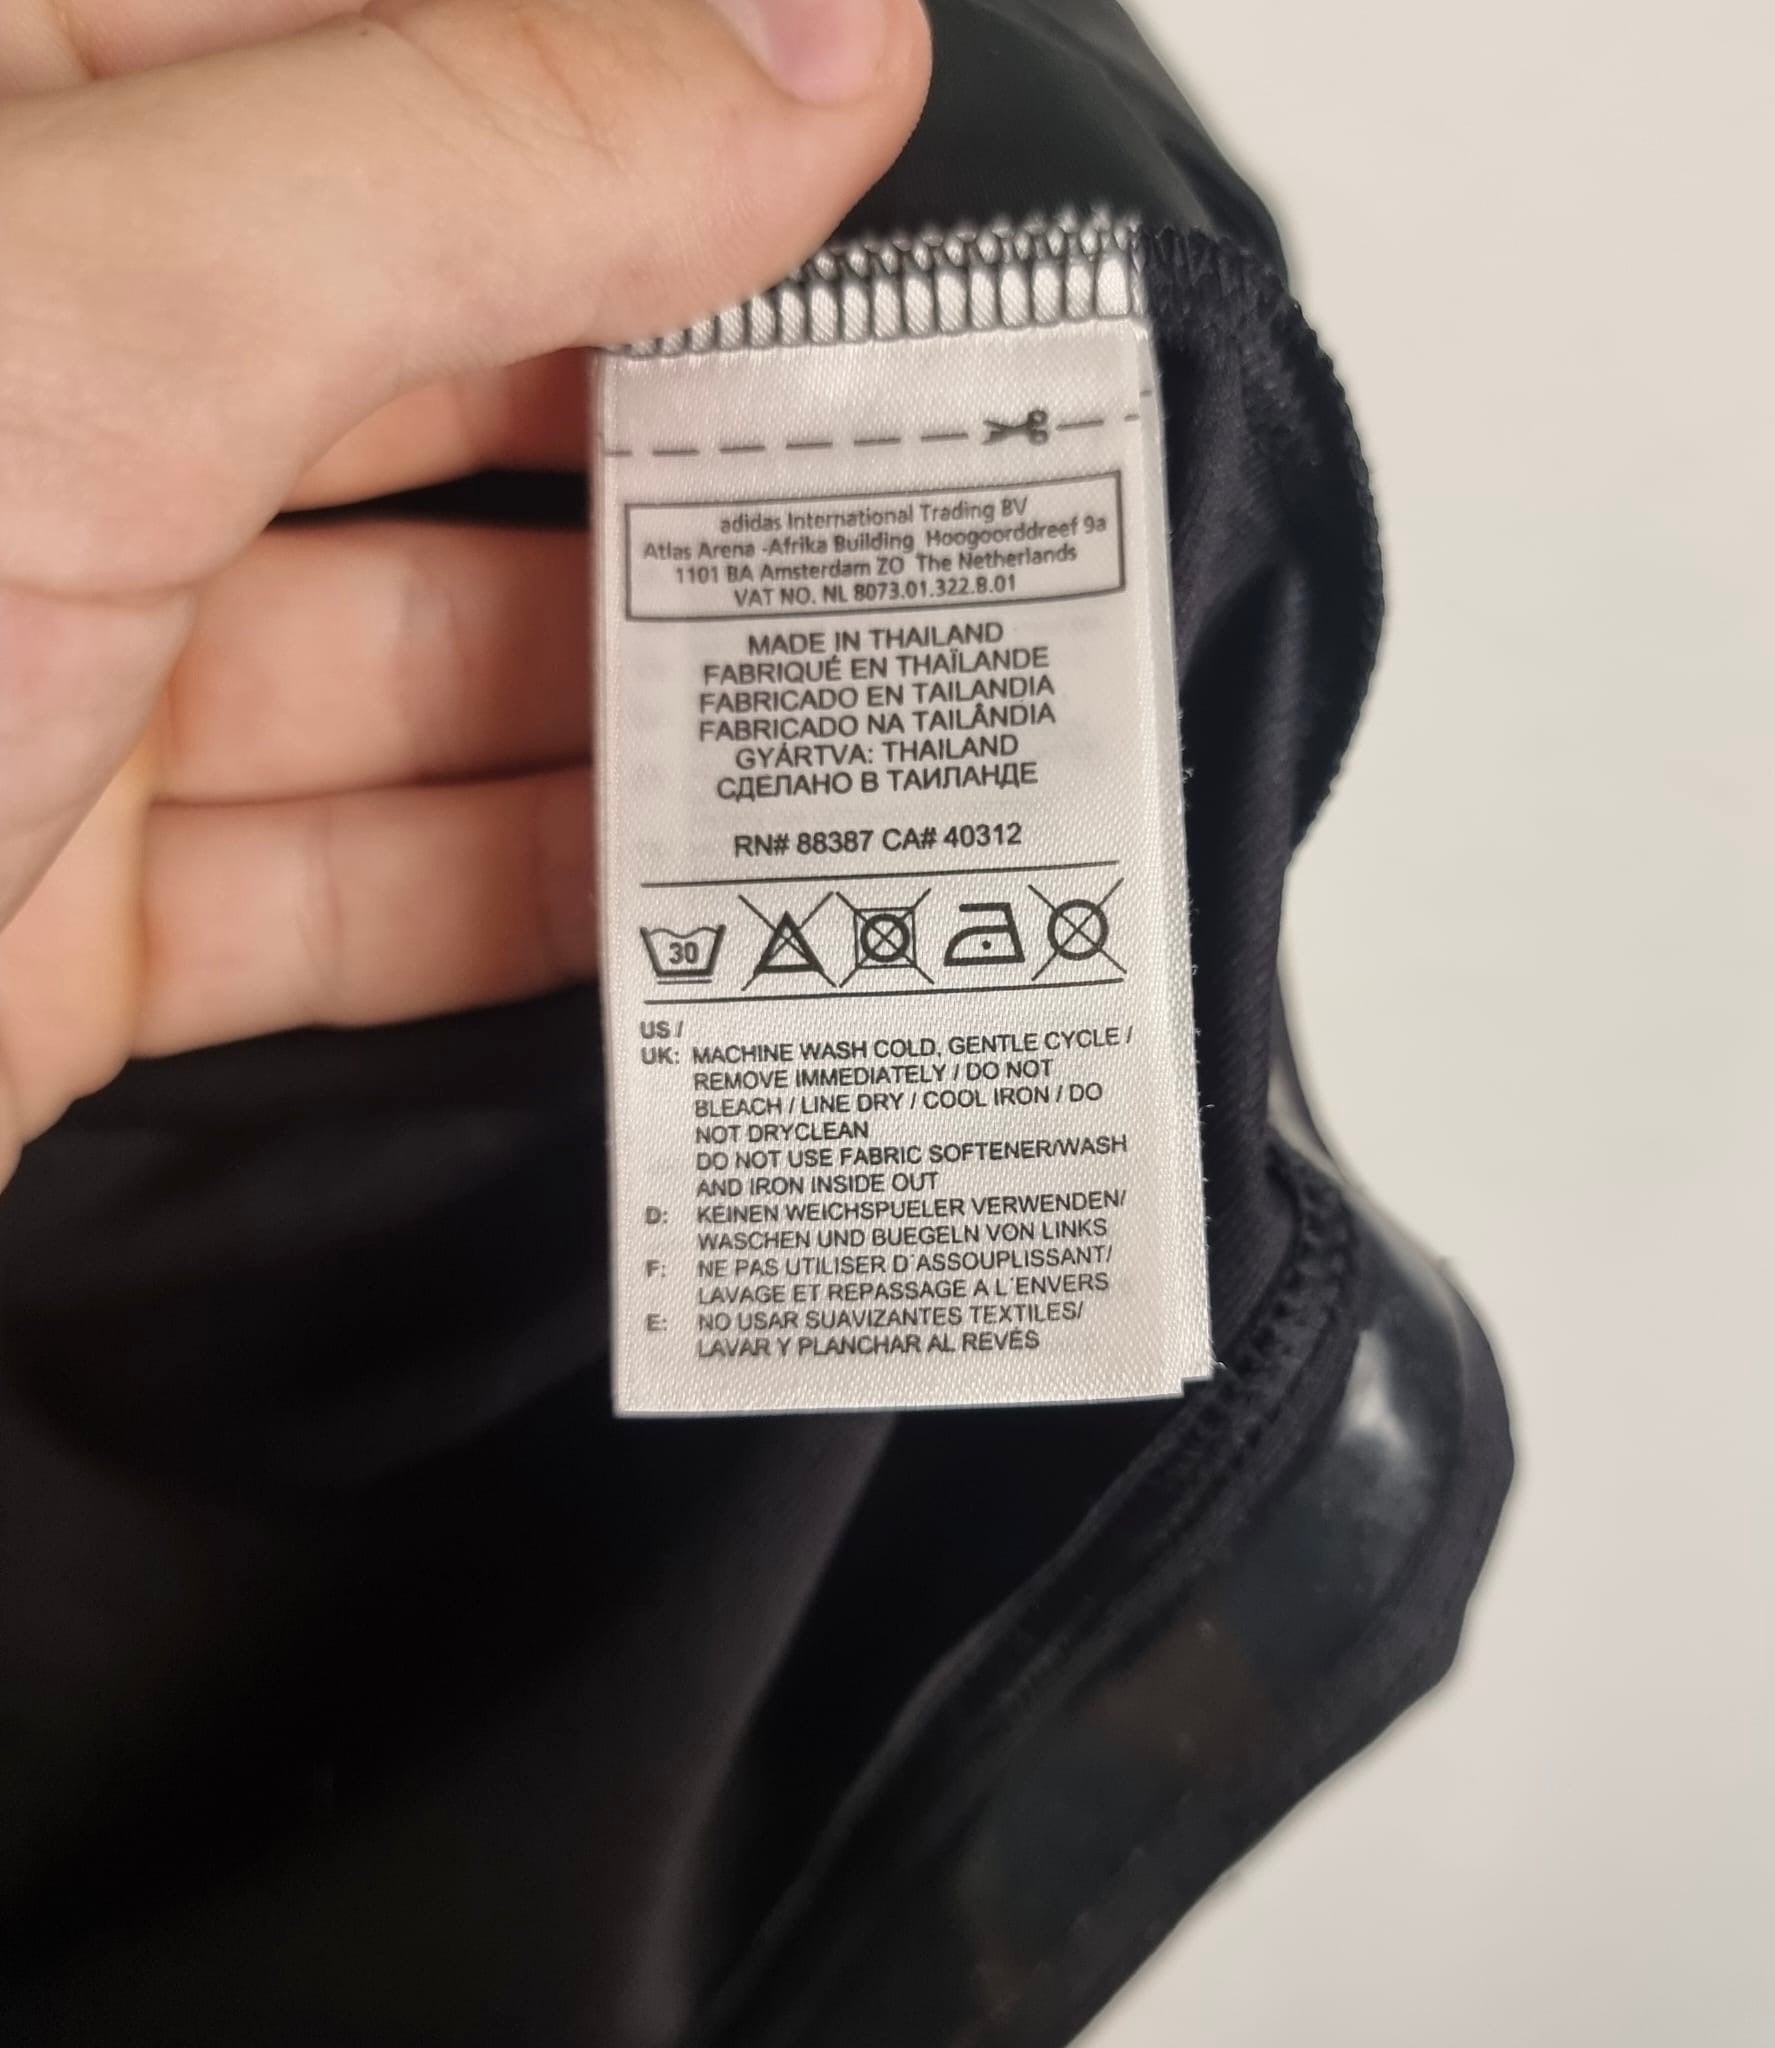 adidas International Trading BV
Atlas Arena -Afrika Building Hoogoorddreef 9a
1101 BA Amsterdam ZO The Netherlands
VAT NO. NL 8073.01.322.B.01
MADE IN THAILAND
FABRIQUÉ EN THAÏLANDE
FABRICADO EN TAILANDIA
FABRICADO NA TAILÂNDIA
GYÁRTVA: THAILAND
СДЕЛАНО В ТАИЛАНДЕ
RN# 88387 CA# 40312
30
US /
UK: MACHINE WASH COLD, GENTLE CYCLE /
REMOVE IMMEDIATELY / DO NOT
BLEACH / LINE DRY / COOL IRON / DO
NOT DRYCLEAN
DO NOT USE FABRIC SOFTENER/WASH
AND IRON INSIDE OUT
D: KEINEN WEICHSPUELER VERWENDEN/
WASCHEN UND BUEGELN VON LINKS
F: NE PAS UTILISER D'ASSOUPLISSANT/
LAVAGE ET REPASSAGE A L'ENVERS
E: NO USAR SUAVIZANTES TEXTILES/
LAVAR Y PLANCHAR AL REVÉS